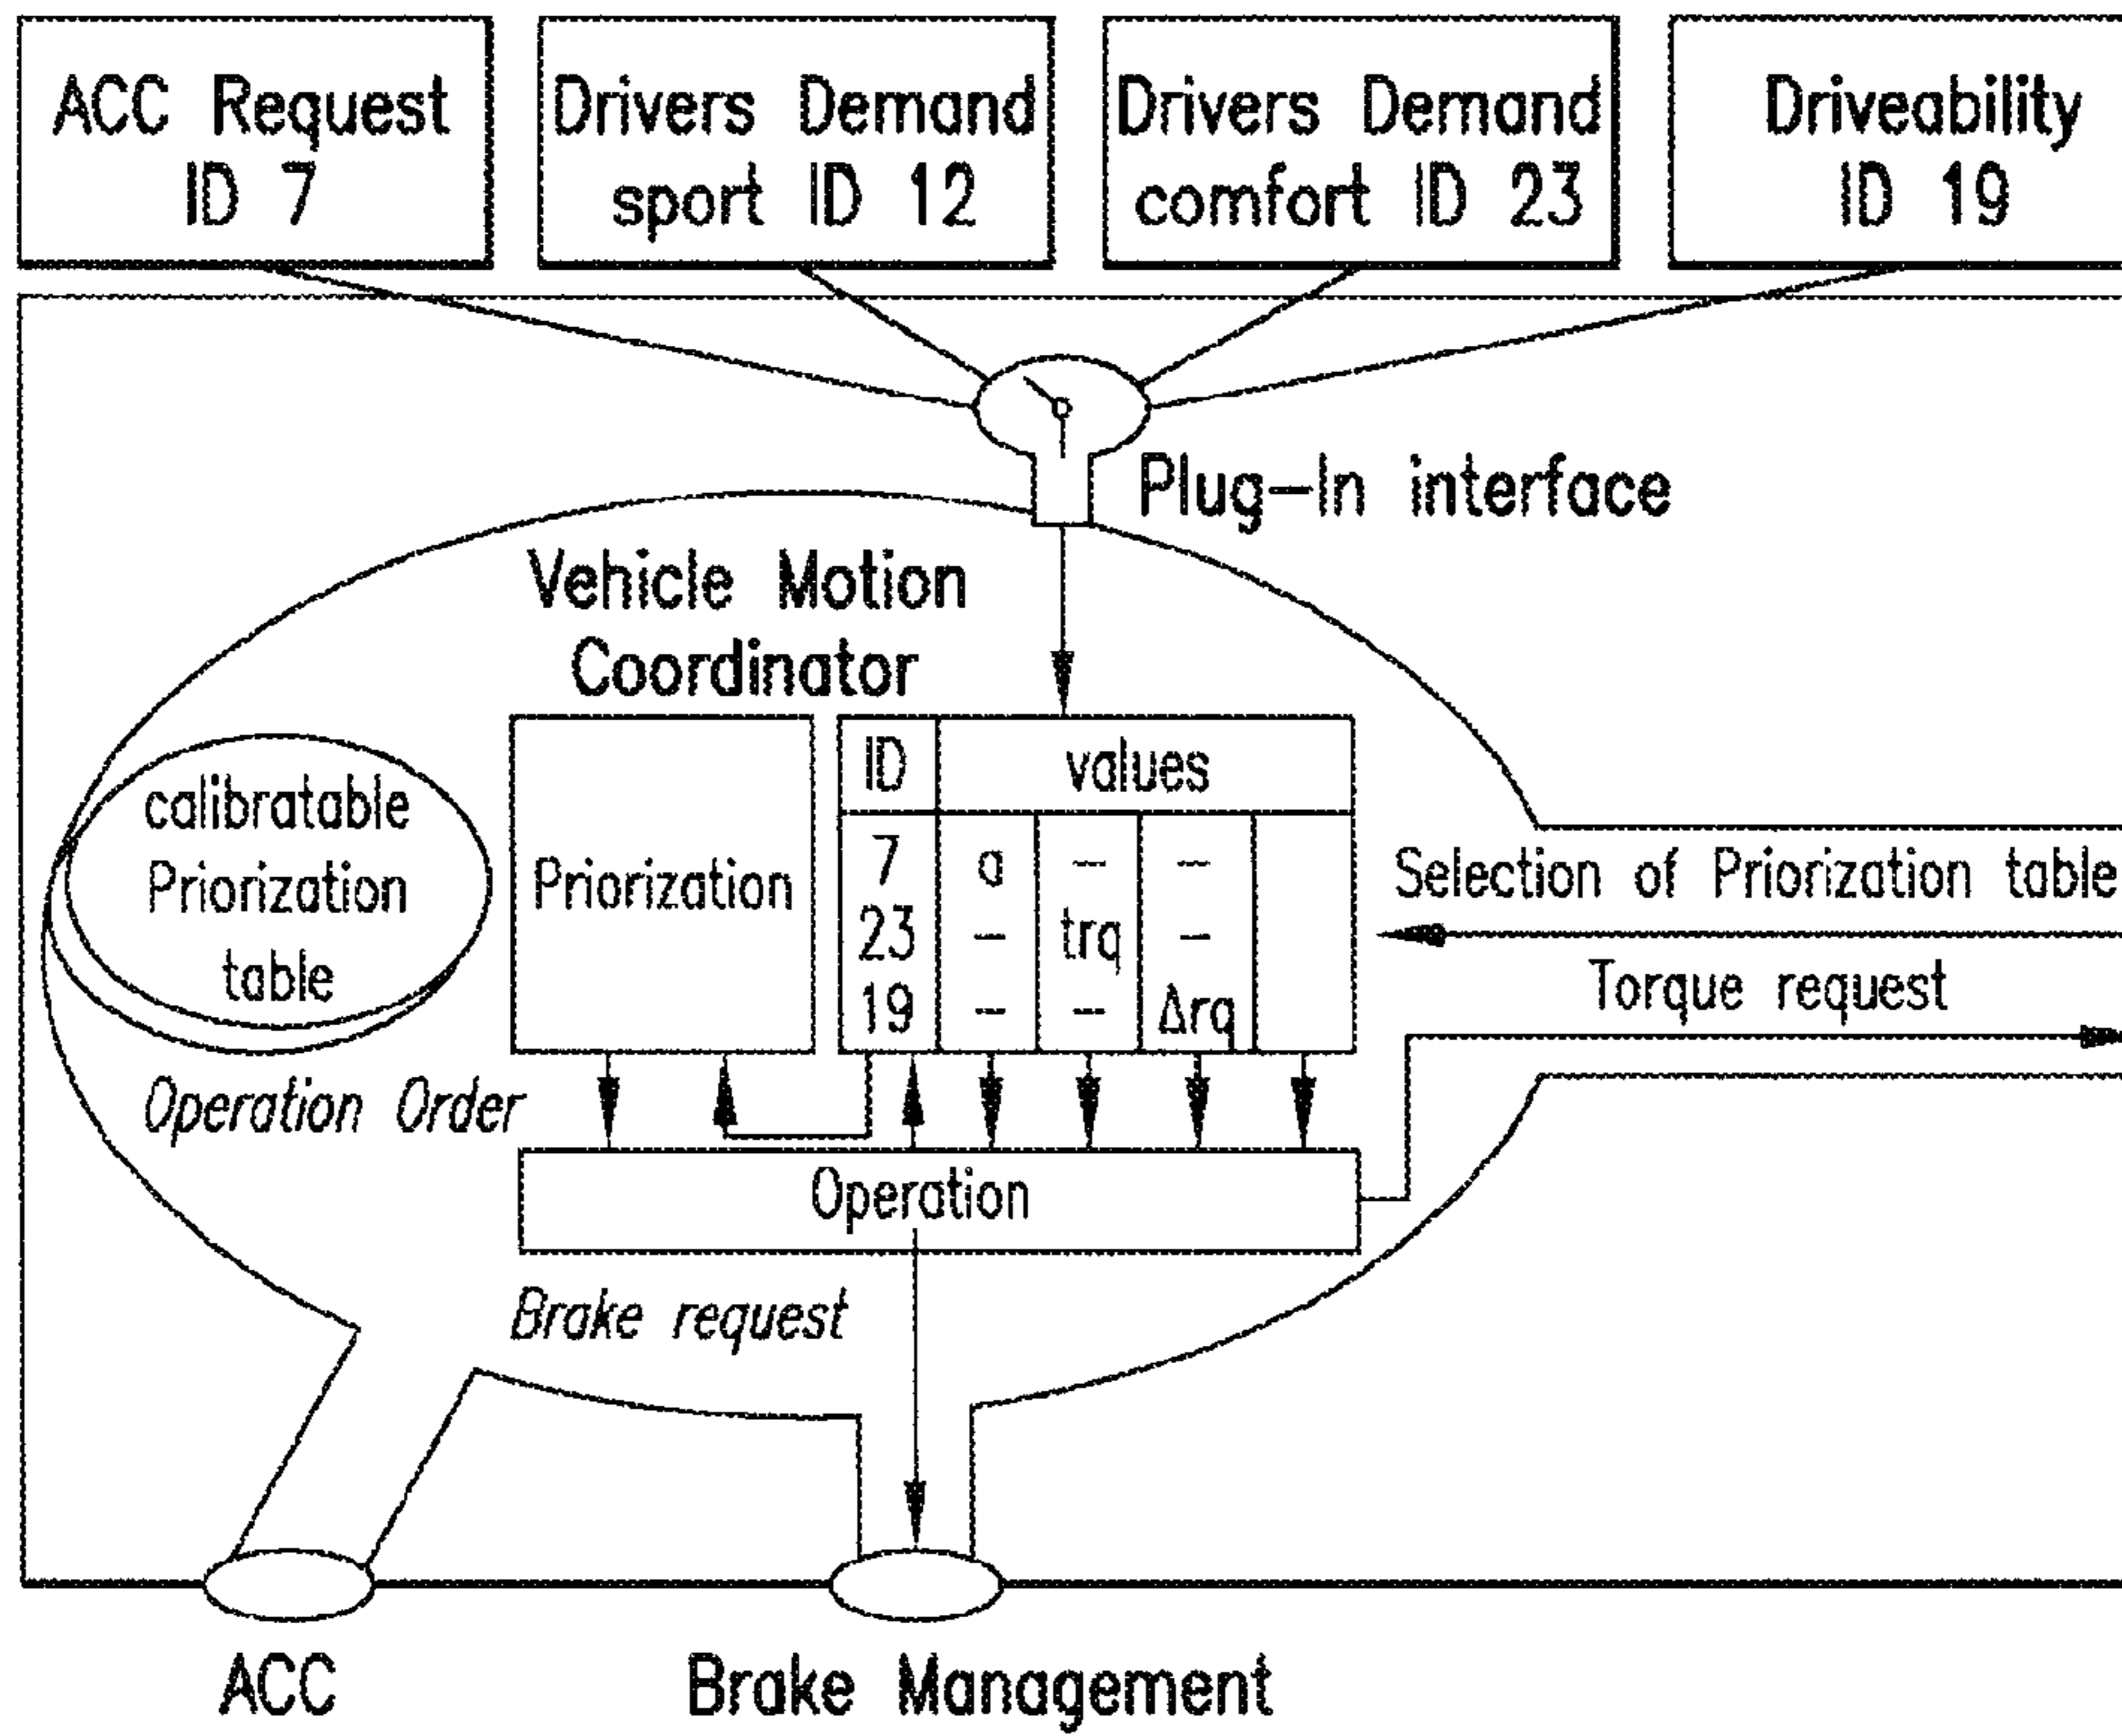 ACC Request
ID 7
Drivers Demand
sport ID 12
Drivers Demand
comfort ID 23
Driveability
ID 19
Plug-In interface
Vehicle Motion
Coordinator
calibratable
Priorization
table
Priorization
ID values
7 a - -
23 - trq -
19 - - Δrq
Selection of Priorization table
Torque request
Operation Order
Operation
Brake request
ACC
Brake Management